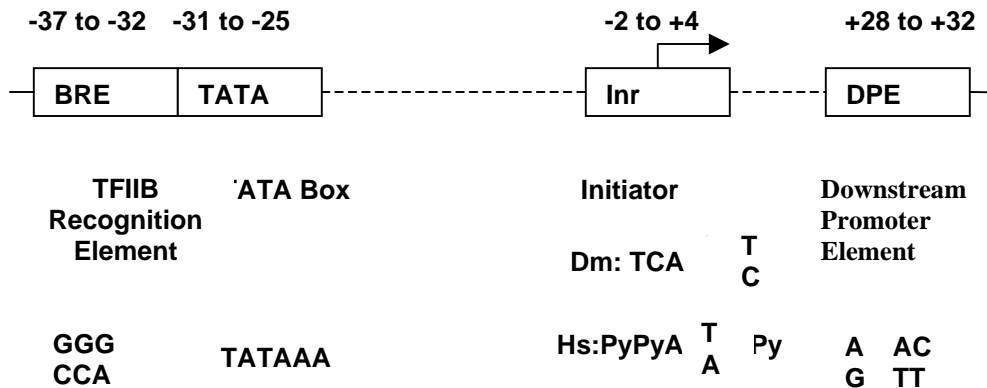 -37 to -32 -31 to -25 -2 to +4 +28 to +32
BRE TATA Inr DPE
TFIIB
Recognition
Element
ATA Box
Initiator
Downstream
Promoter
Element
Dm: TCA T
C
GGG
CCA
TATAAA
Hs:PyPyA T Py
A
A AC
G TT